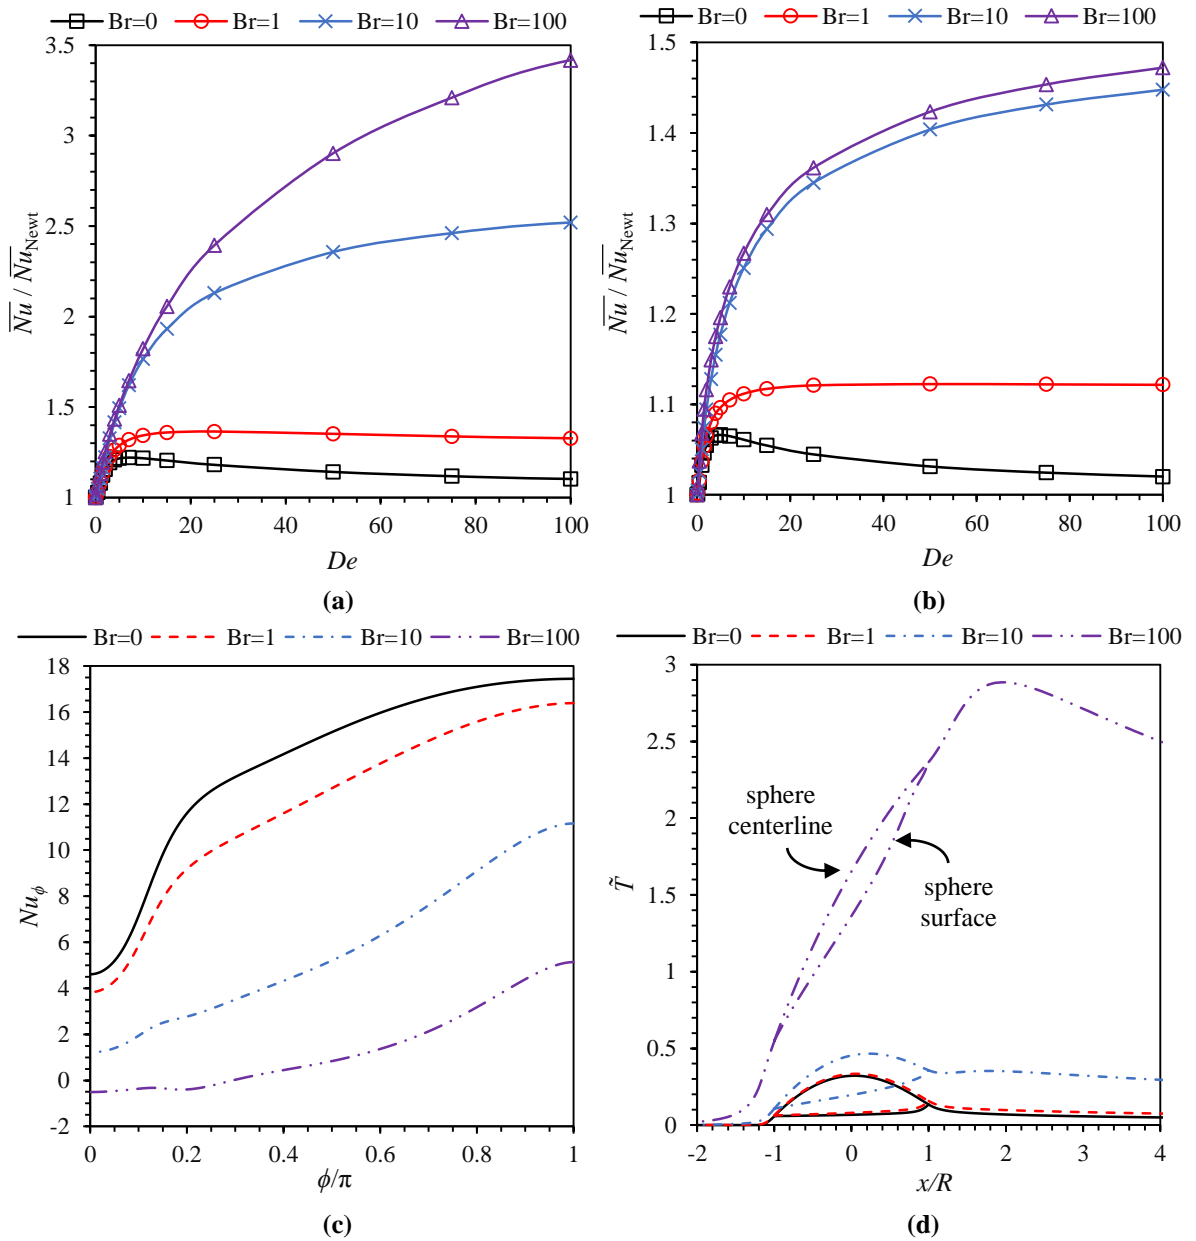 Br=0 Br=1 Br=10 Br=100
3.5
3
2.5
2
1.5
1
0 20 40 60 80 100
Nu / Nu_Newt
De
(a)
Br=0 Br=1 Br=10 Br=100
1.5
1.4
1.3
1.2
1.1
1
0 20 40 60 80 100
Nu / Nu_Newt
De
(b)
Br=0 Br=1 Br=10 Br=100
18
16
14
12
10
8
6
4
2
0
-2
0 0.2 0.4 0.6 0.8 1
Nu_ϕ
ϕ/π
(c)
Br=0 Br=1 Br=10 Br=100
3
2.5
2
1.5
1
0.5
0
-2 -1 0 1 2 3 4
sphere
centerline
sphere
surface
T̃
x/R
(d)